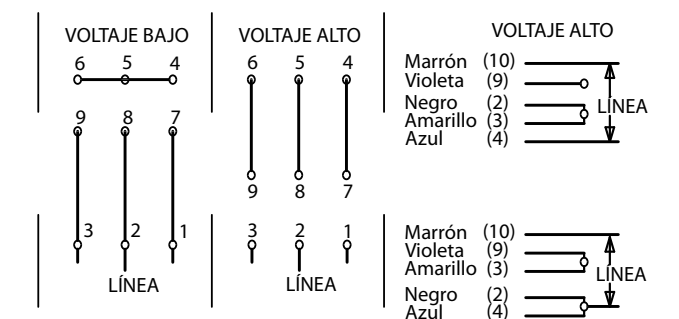 VOLTAJE BAJO
6 5 4
9 8 7
3 2 1
LÍNEA
VOLTAJE ALTO
6 5 4
9 8 7
3 2 1
LÍNEA
VOLTAJE ALTO
Marrón (10)
Violeta (9)
Negro (2)
Amarillo (3)
Azul (4)
LÍNEA
Marrón (10)
Violeta (9)
Amarillo (3)
Negro (2)
Azul (4)
LÍNEA